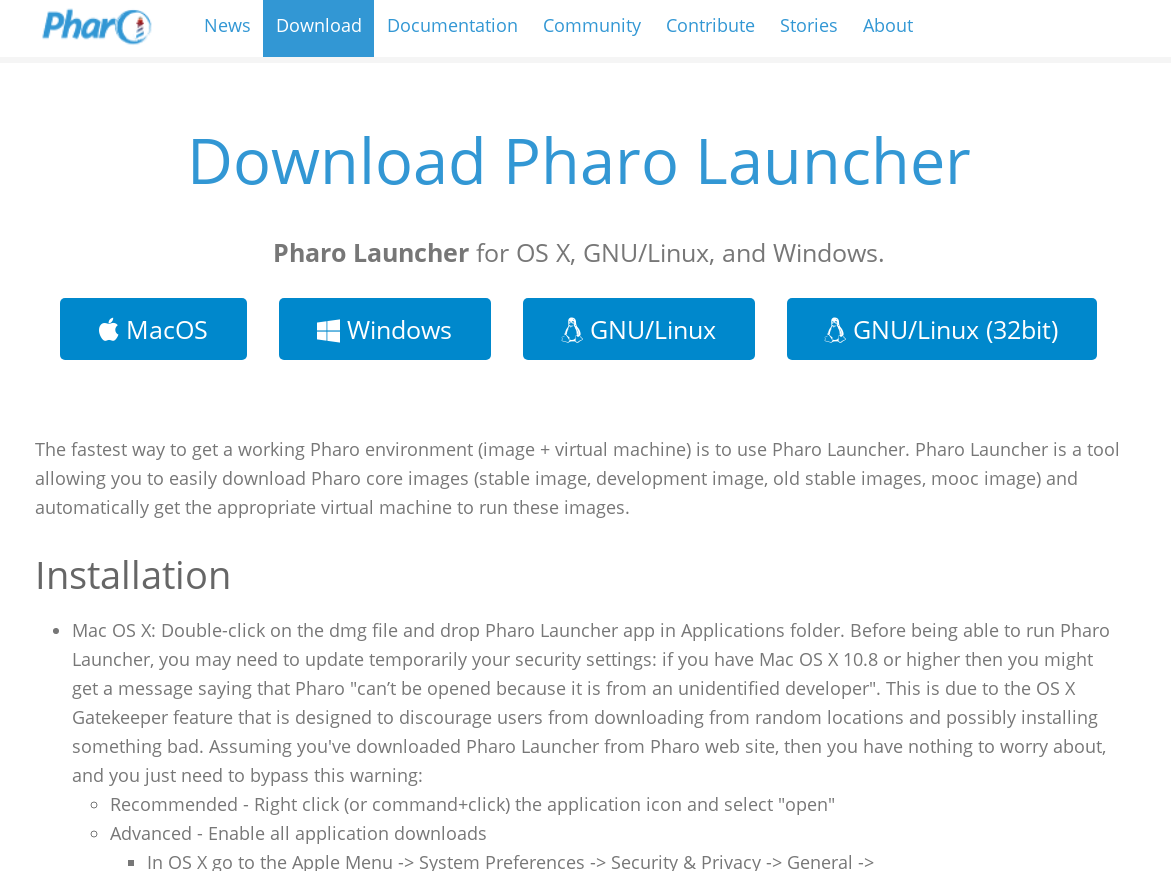 Pharo
News Download Documentation Community Contribute Stories About
Download Pharo Launcher
Pharo Launcher for OS X, GNU/Linux, and Windows.
MacOS Windows GNU/Linux GNU/Linux (32bit)
The fastest way to get a working Pharo environment (image + virtual machine) is to use Pharo Launcher. Pharo Launcher is a tool
allowing you to easily download Pharo core images (stable image, development image, old stable images, mooc image) and
automatically get the appropriate virtual machine to run these images.
Installation
• Mac OS X: Double-click on the dmg file and drop Pharo Launcher app in Applications folder. Before being able to run Pharo
Launcher, you may need to update temporarily your security settings: if you have Mac OS X 10.8 or higher then you might
get a message saying that Pharo "can’t be opened because it is from an unidentified developer". This is due to the OS X
Gatekeeper feature that is designed to discourage users from downloading from random locations and possibly installing
something bad. Assuming you've downloaded Pharo Launcher from Pharo web site, then you have nothing to worry about,
and you just need to bypass this warning:
◦ Recommended - Right click (or command+click) the application icon and select "open"
◦ Advanced - Enable all application downloads
▪ In OS X go to the Apple Menu -> System Preferences -> Security & Privacy -> General ->